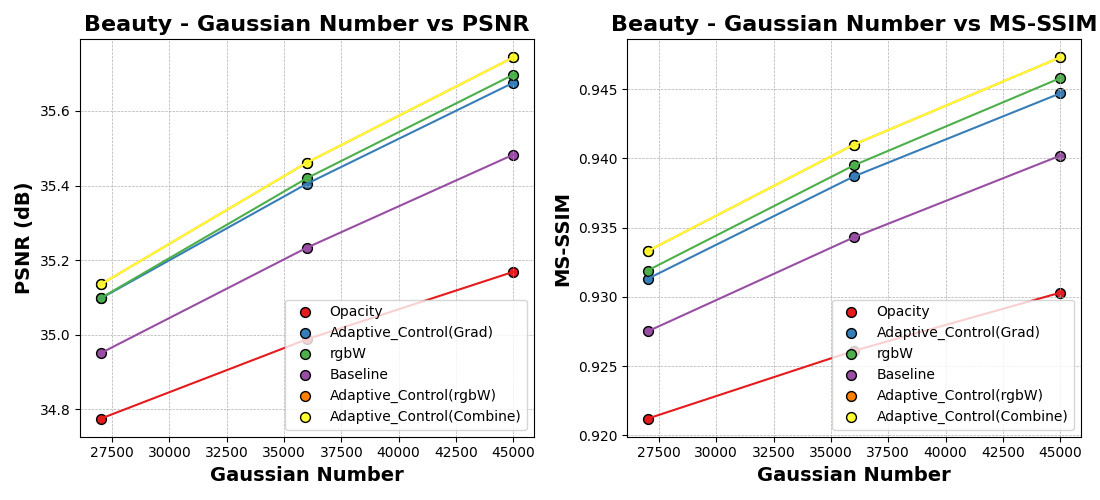 Beauty - Gaussian Number vs PSNR
PSNR (dB)
35.6
35.4
35.2
35.0
34.8
Opacity
Adaptive_Control(Grad)
rgbW
Baseline
Adaptive_Control(rgbW)
Adaptive_Control(Combine)
27500 30000 32500 35000 37500 40000 42500 45000
Gaussian Number
Beauty - Gaussian Number vs MS-SSIM
MS-SSIM
0.945
0.940
0.935
0.930
0.925
0.920
Opacity
Adaptive_Control(Grad)
rgbW
Baseline
Adaptive_Control(rgbW)
Adaptive_Control(Combine)
27500 30000 32500 35000 37500 40000 42500 45000
Gaussian Number